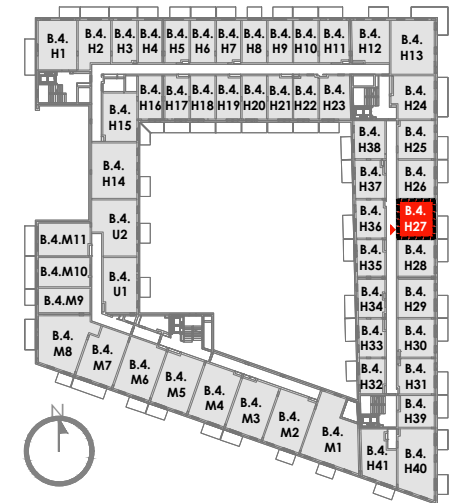 B.4. H1
B.4. H2
B.4. H3
B.4. H4
B.4. H5
B.4. H6
B.4. H7
B.4. H8
B.4. H9
B.4. H10
B.4. H11
B.4. H12
B.4. H13
B.4. H16
B.4. H17
B.4. H18
B.4. H19
B.4. H20
B.4. H21
B.4. H22
B.4. H23
B.4. H24
B.4. H15
B.4. H38
B.4. H25
B.4. H14
B.4. H37
B.4. H26
B.4. U2
B.4. H36
B.4. H27
B.4.M11
B.4. H35
B.4. H28
B.4.M10
B.4. U1
B.4.M9
B.4. H34
B.4. H29
B.4. M8
B.4. M7
B.4. M6
B.4. M5
B.4. M4
B.4. M3
B.4. M2
B.4. M1
B.4. H33
B.4. H30
B.4. H32
B.4. H31
B.4. H39
B.4. H41
B.4. H40
N